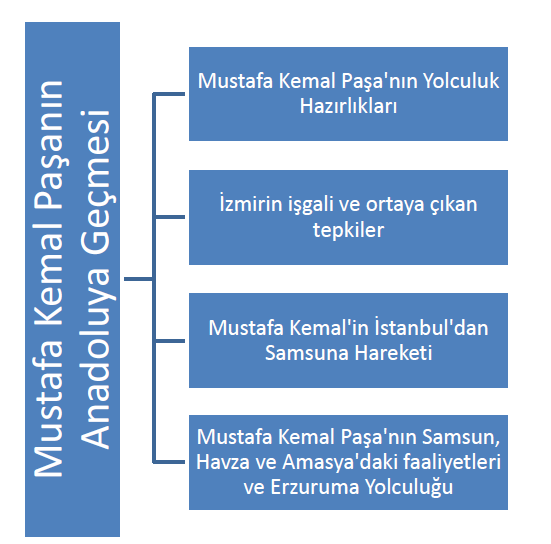 Mustafa Kemal Paşanın
Anadoluya Geçmesi
Mustafa Kemal Paşa'nın Yolculuk
Hazırlıkları
İzmirin işgali ve ortaya çıkan
tepkiler
Mustafa Kemal'in İstanbul'dan
Samsuna Hareketi
Mustafa Kemal Paşa'nın Samsun,
Havza ve Amasya'daki faaliyetleri
ve Erzuruma Yolculuğu